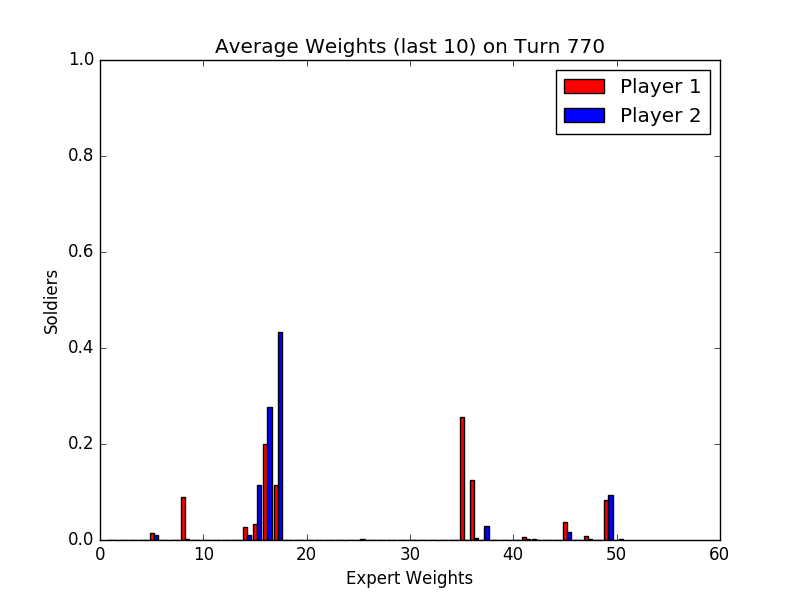 Average Weights (last 10) on Turn 770
1.0
Player 1
Player 2
0.8
0.6
Soldiers
0.4
0.2
0.0
0 10 20 30 40 50 60
Expert Weights